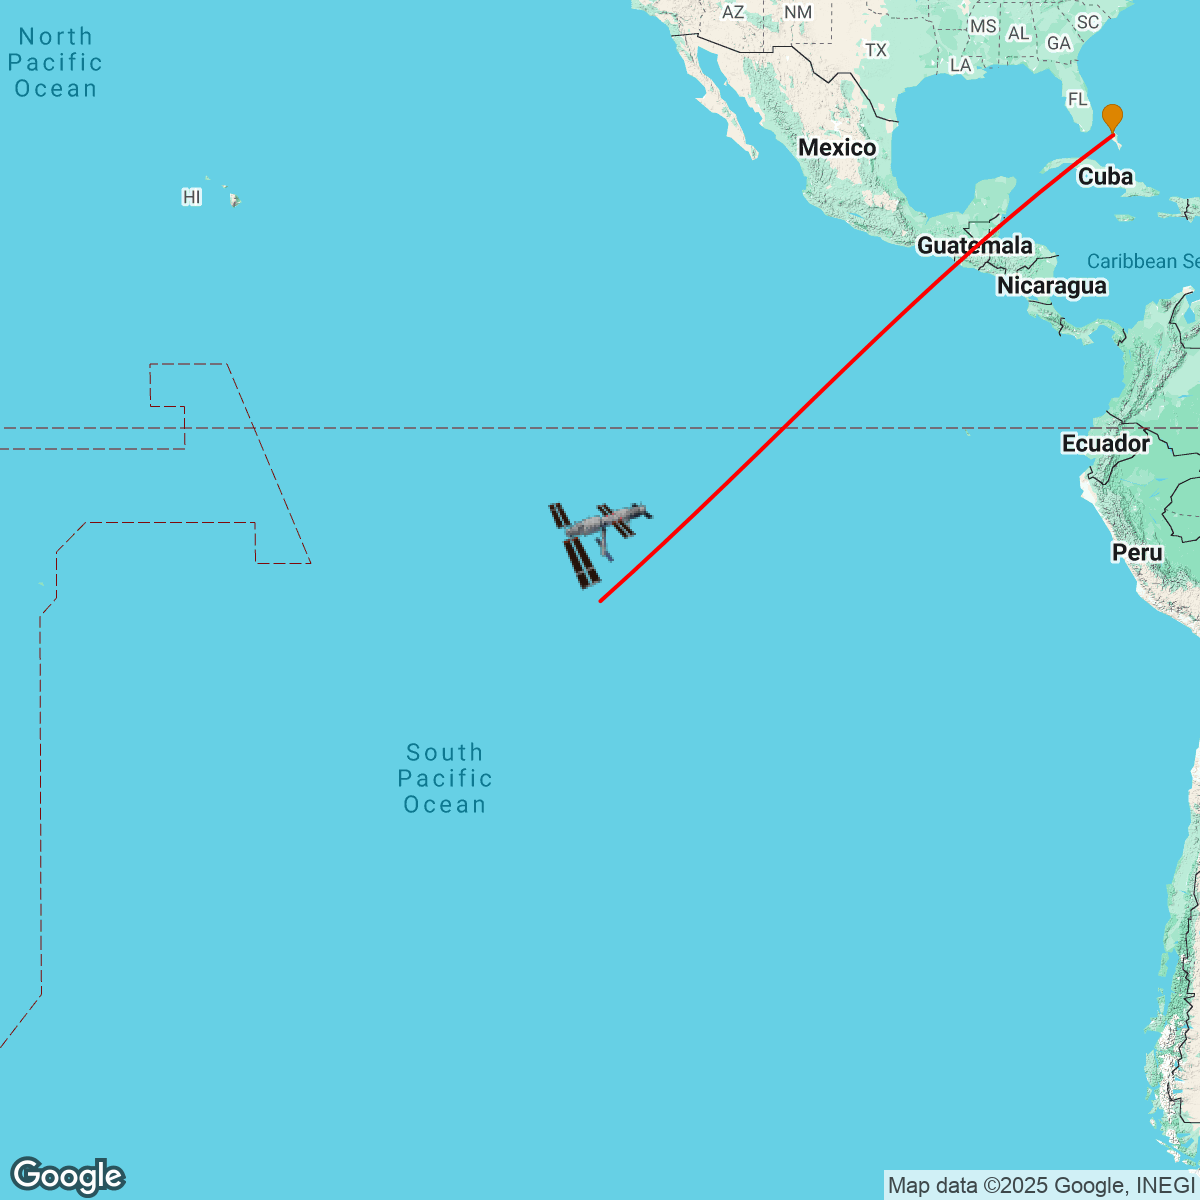 AZ
NM
SC
MS
AL
GA
TX
LA
FL
North
Pacific
Ocean
Mexico
Cuba
HI
Guatemala
Caribbean Se
Nicaragua
Ecuador
Peru
South
Pacific
Ocean
Google
Map data ©2025 Google, INEGI